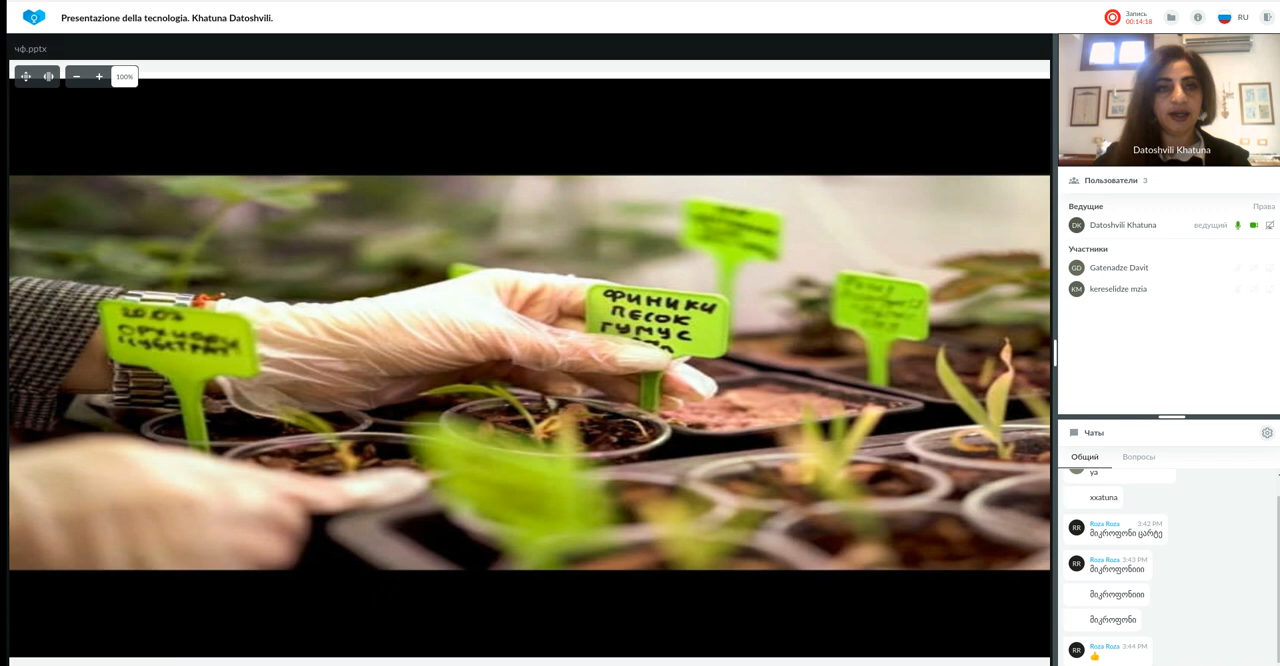 Presentazione della tecnologia. Khatuna Datoshvili.
Запись
00:14:18
RU
чф.pptx
100%
20.03
ФИНИКИ
ПЕСОК
ГУМУС
Datoshvili Khatuna
Пользователи 3
Ведущие
Права
DK Datoshvili Khatuna ведущий
Участники
GD Gatenadze Davit
KM kereselidze mzia
Чаты
Общий Вопросы
ya
xxatuna
RR Roza Roza 3:42 PM
მიკროფონი ცარტე
RR Roza Roza 3:43 PM
მიკროფონიიი
მიკროფონიიი
მიკროფონი
RR Roza Roza 3:44 PM
👍